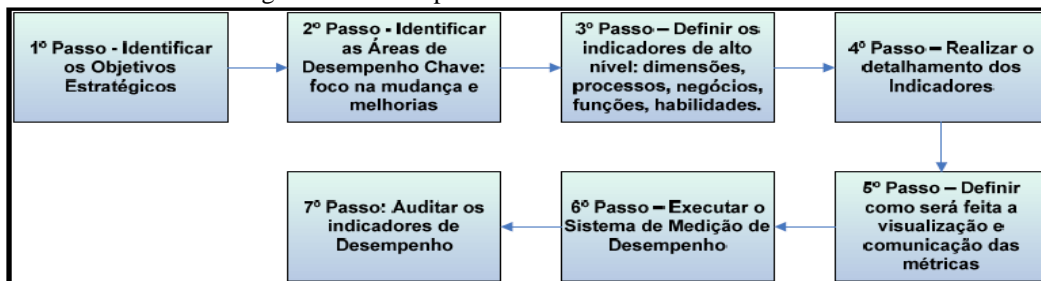 1º Passo - Identificar
os Objetivos
Estratégicos
2º Passo - Identificar
as Áreas de
Desempenho Chave:
foco na mudança e
melhorias
3º Passo – Definir os
indicadores de alto
nível: dimensões,
processos, negócios,
funções, habilidades.
4º Passo – Realizar o
detalhamento dos
Indicadores
5º Passo – Definir
como será feita a
visualização e
comunicação das
métricas
6º Passo – Executar o
Sistema de Medição de
Desempenho
7º Passo: Auditar os
indicadores de
Desempenho